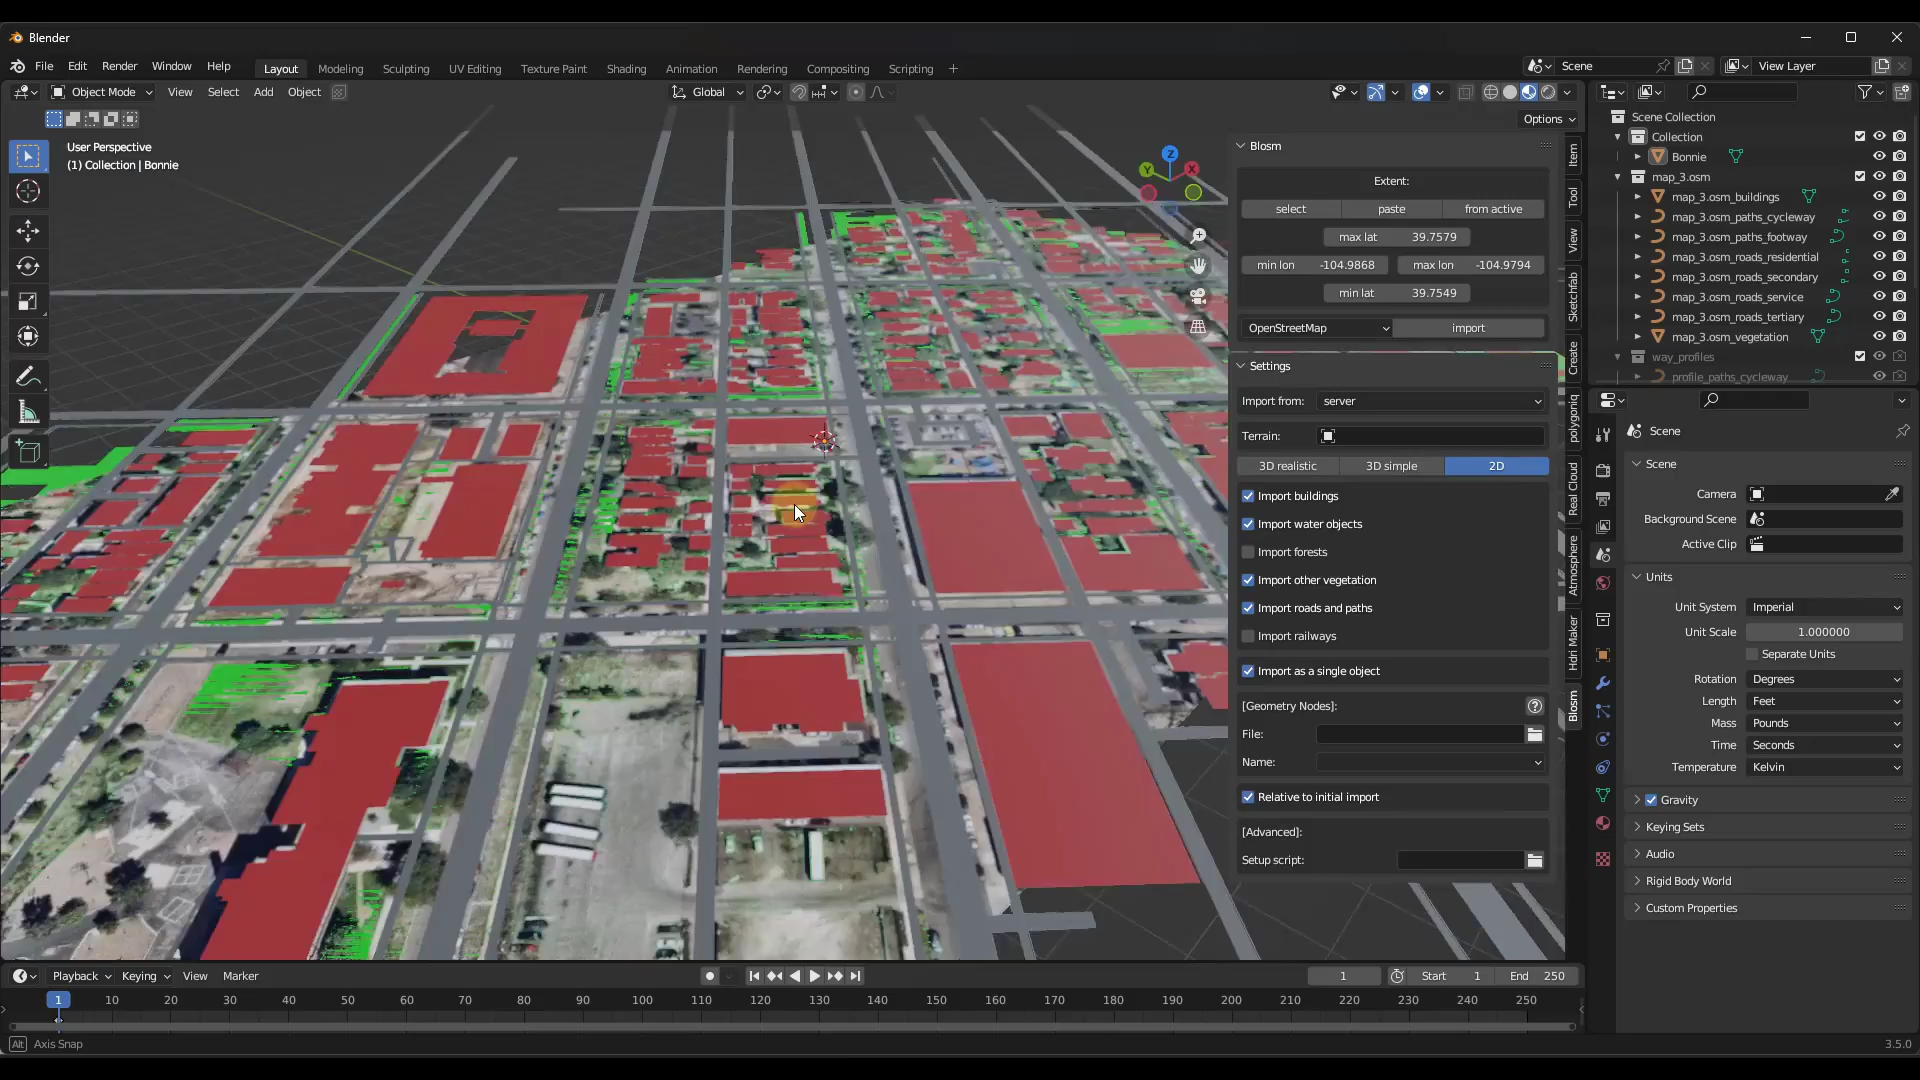 Blender
File Edit Render Window Help Layout Modeling Sculpting UV Editing Texture Paint Shading Animation Rendering Compositing Scripting + Scene View Layer
Object Mode View Select Add Object Global
Options
User Perspective
(1) Collection | Bonnie
Z
Y
X
Blosm
Extent:
select paste from active
max lat 39.7579
min lon -104.9868 max lon -104.9794
min lat 39.7549
OpenStreetMap import
Settings
Import from: server
Terrain:
3D realistic 3D simple 2D
Import buildings
Import water objects
Import forests
Import other vegetation
Import roads and paths
Import railways
Import as a single object
[Geometry Nodes]: ?
File:
Name:
Relative to initial import
[Advanced]:
Setup script:
Item
Tool
View
Sketchfab
Create
polygoniq
Real Cloud
Atmosphere
Hdri Maker
Blosm
Scene Collection
Collection
Bonnie
map_3.osm
map_3.osm_buildings
map_3.osm_paths_cycleway
map_3.osm_paths_footway
map_3.osm_roads_residential
map_3.osm_roads_secondary
map_3.osm_roads_service
map_3.osm_roads_tertiary
map_3.osm_vegetation
way_profiles
profile_paths_cycleway
Scene
Scene
Camera
Background Scene
Active Clip
Units
Unit System Imperial
Unit Scale 1.000000
Separate Units
Rotation Degrees
Length Feet
Mass Pounds
Time Seconds
Temperature Kelvin
Gravity
Keying Sets
Audio
Rigid Body World
Custom Properties
Playback Keying View Marker 1 Start 1 End 250
1 10 20 30 40 50 60 70 80 90 100 110 120 130 140 150 160 170 180 190 200 210 220 230 240 250
Alt Axis Snap 3.5.0